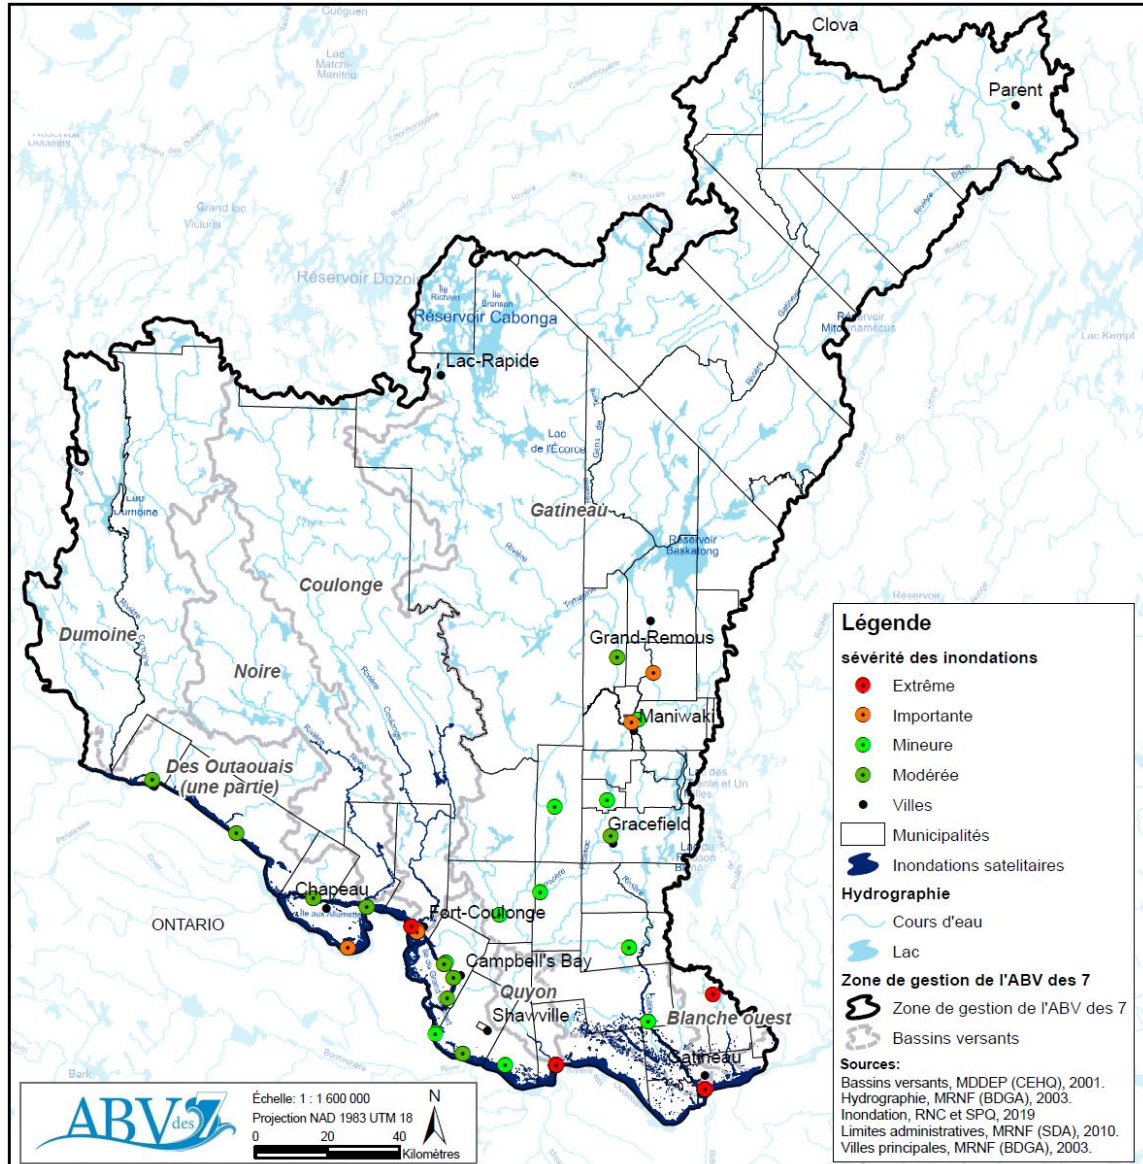 Clova
Parent
Capitachouane
Chochocouane
Grand lac
Victoria
Réservoir Dozois
Île
Richard
Île
Bronson
Réservoir Cabonga
Lac-Rapide
Lac
de l'Écorce
Gatineau
Réservoir
Baskatong
Lac Kempt
Lac
Dumoine
Coulonge
Dumoine
Noire
Grand-Remous
Maniwaki
Des Outaouais
(une partie)
Gracefield
Chapeau
Île aux Allumettes
ONTARIO
Fort-Coulonge
Campbell's Bay
Quyon
Shawville
Blanche ouest
Gatineau
Légende
sévérité des inondations
Extrême
Importante
Mineure
Modérée
Villes
Municipalités
Inondations satelitaires
Hydrographie
Cours d'eau
Lac
Zone de gestion de l'ABV des 7
Zone de gestion de l'ABV des 7
Bassins versants
Sources:
Bassins versants, MDDEP (CEHQ), 2001.
Hydrographie, MRNF (BDGA), 2003.
Inondation, RNC et SPQ, 2019
Limites administratives, MRNF (SDA), 2010.
Villes principales, MRNF (BDGA), 2003.
ABV des 7
Échelle: 1 : 1 600 000
Projection NAD 1983 UTM 18
N
0 20 40
Kilomètres